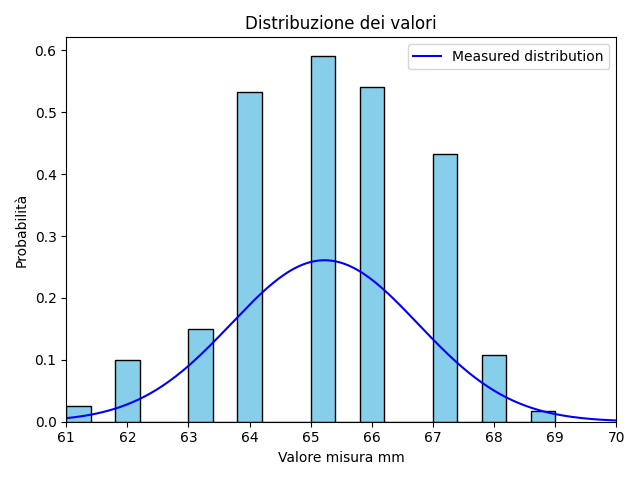 Distribuzione dei valori
Measured distribution
Probabilità
0.6
0.5
0.4
0.3
0.2
0.1
0.0
61 62 63 64 65 66 67 68 69 70
Valore misura mm